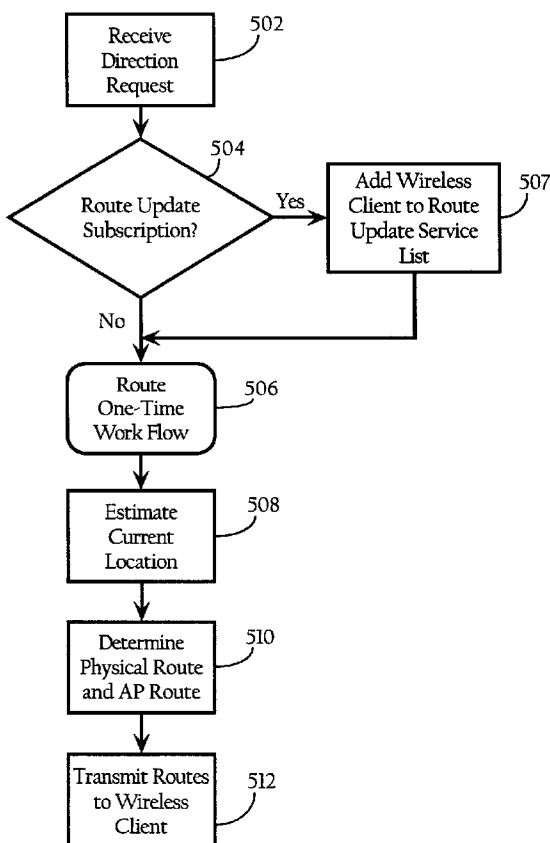 Receive
Direction
Request
502
504
Route Update
Subscription?
Yes
Add Wireless
Client to Route
Update Service
List
507
No
Route
One-Time
Work Flow
506
Estimate
Current
Location
508
Determine
Physical Route
and AP Route
510
Transmit Routes
to Wireless
Client
512